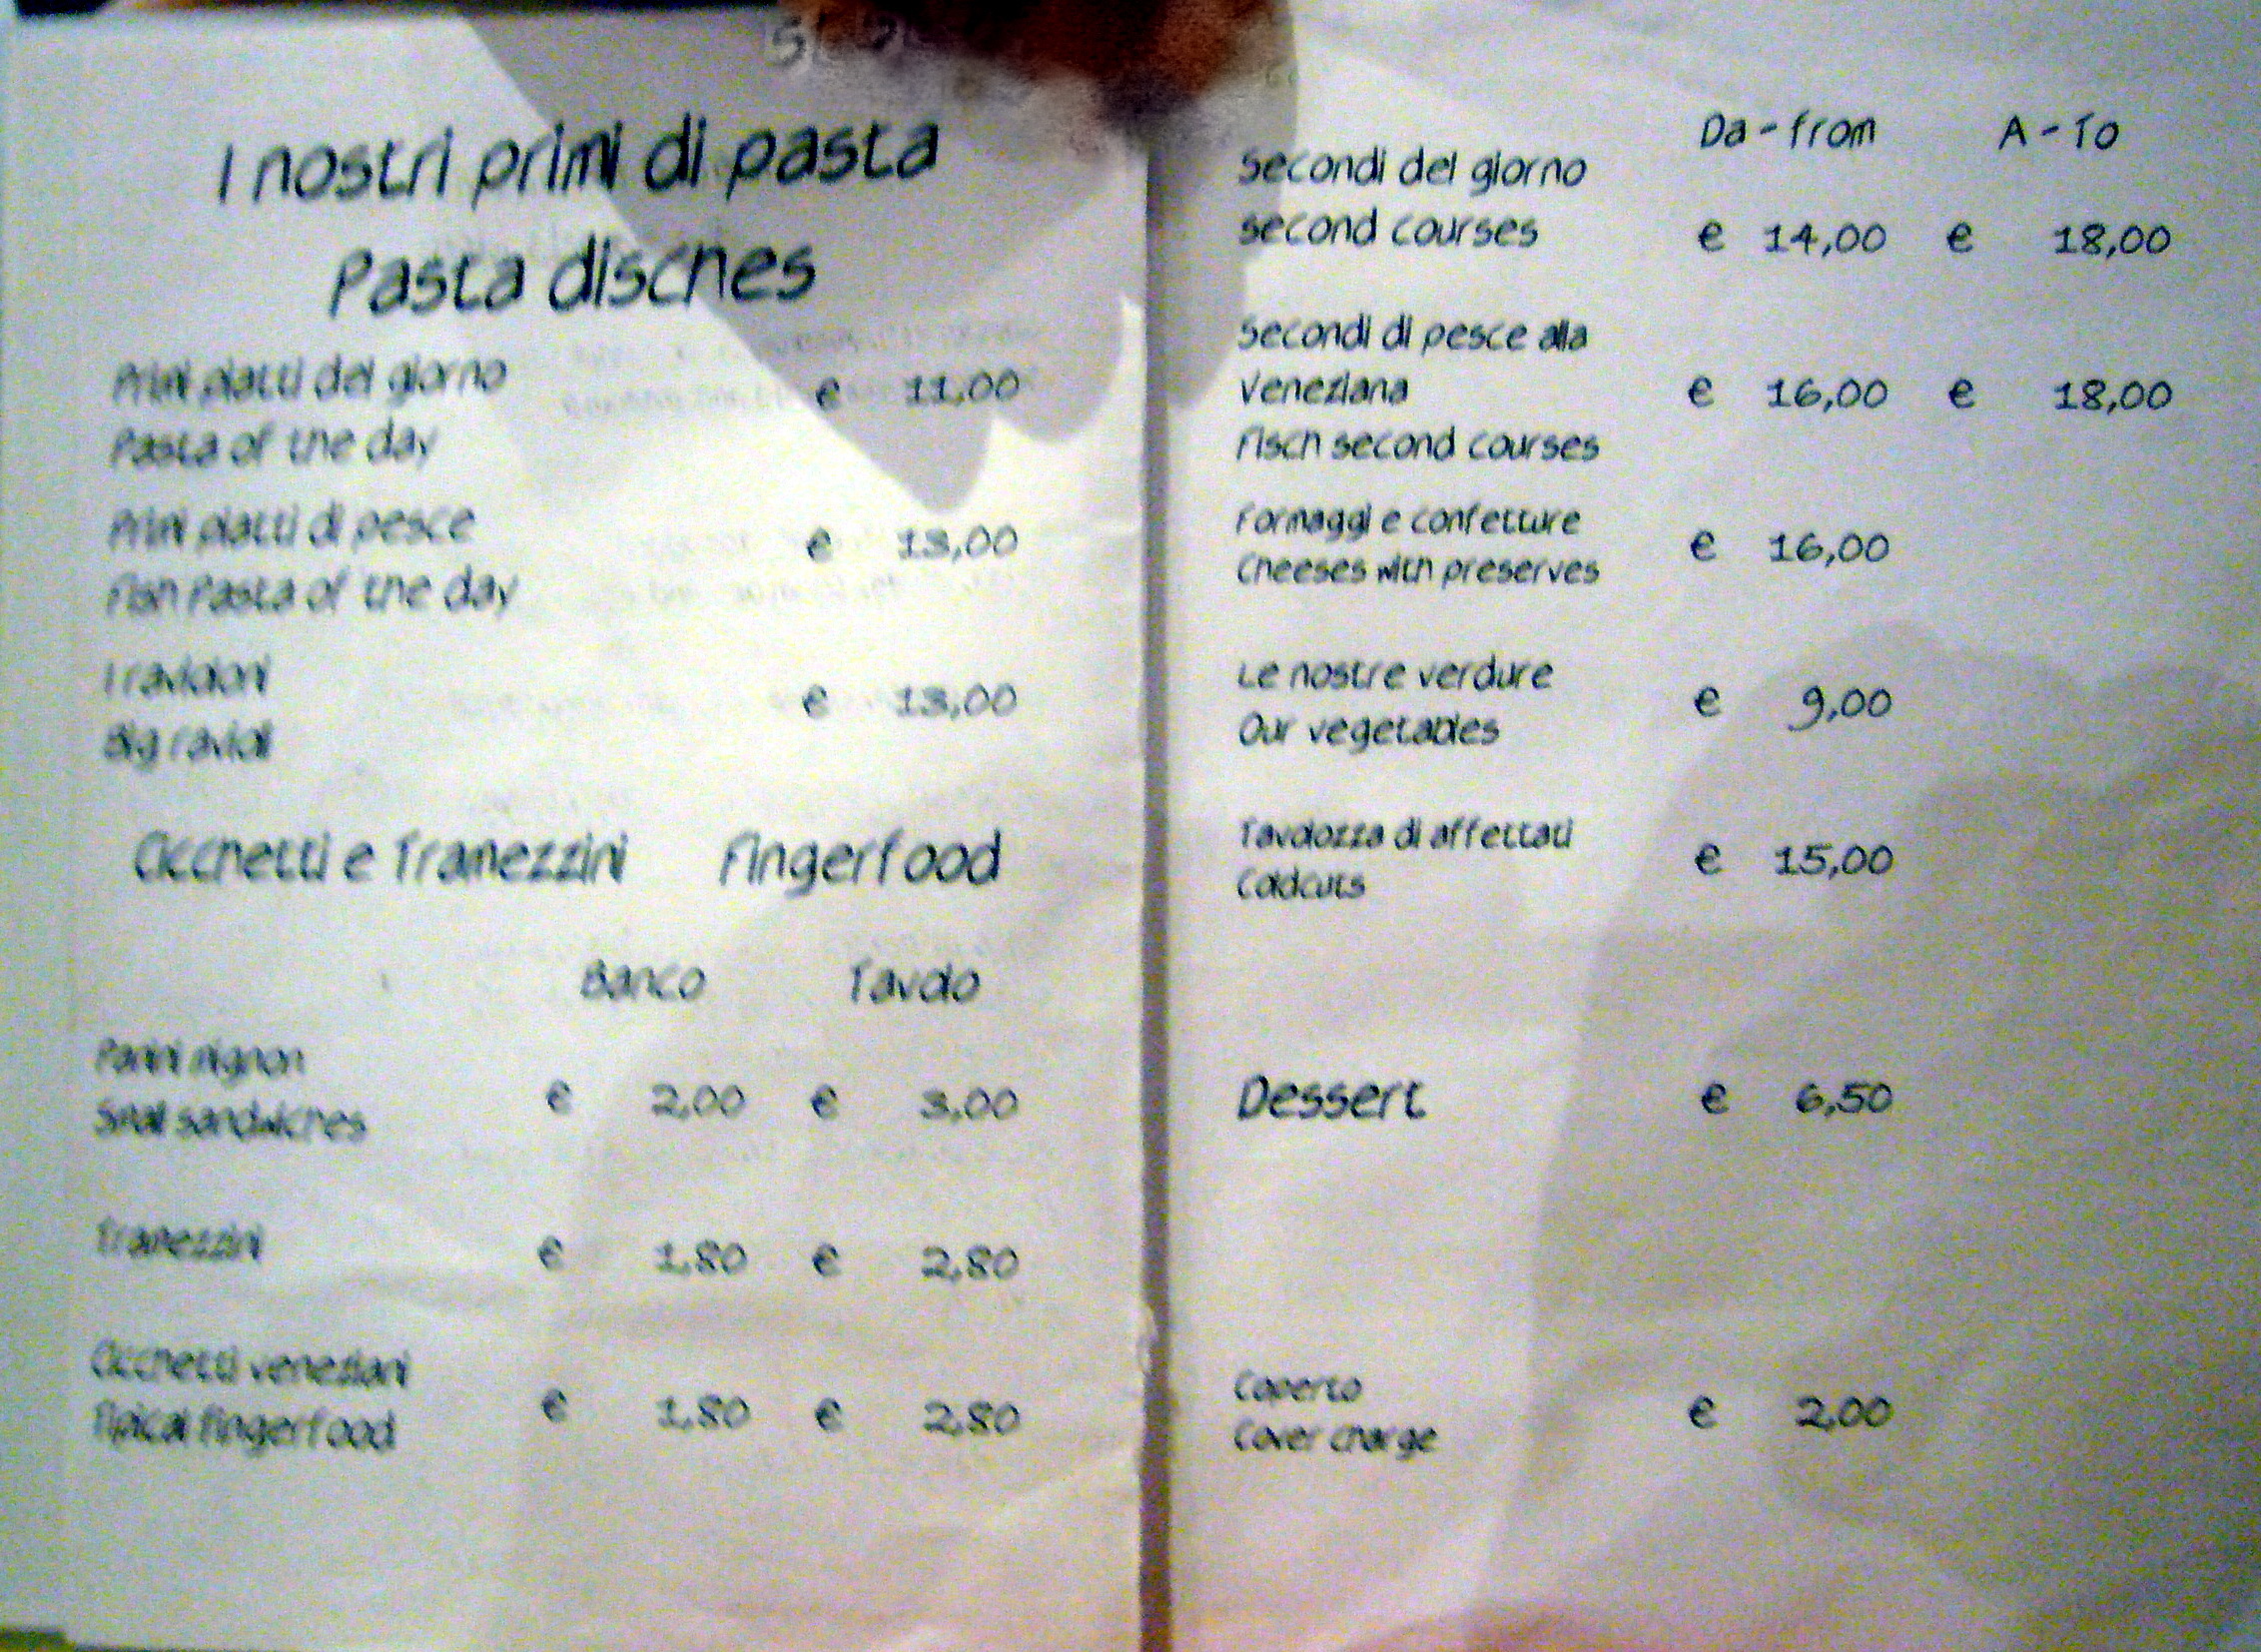 I nostri primi di pasta
Pasta disches
Primi piatti del giorno
Pasta of the day
€ 11,00
Primi piatti di pesce
Fish Pasta of the day
€ 13,00
I ravioloni
Big ravioli
€ 13,00
Cicchetti e Tramezzini Fingerfood
Banco Tavolo
Panini mignon
Small sandwiches
€ 2,00 € 3,00
Tramezzini € 1,80 € 2,80
Cicchetti veneziani
Tipical fingerfood
€ 1,80 € 2,80
Da - from A - To
Secondi del giorno
second courses € 14,00 € 18,00
Secondi di pesce alla
Veneziana € 16,00 € 18,00
Fisch second courses
Formaggi e confetture
Cheeses with preserves
€ 16,00
Le nostre verdure
Our vegetables
€ 9,00
Tavolozza di affettati
Coldcuts
€ 15,00
Dessert € 6,50
Coperto
Cover charge
€ 2,00